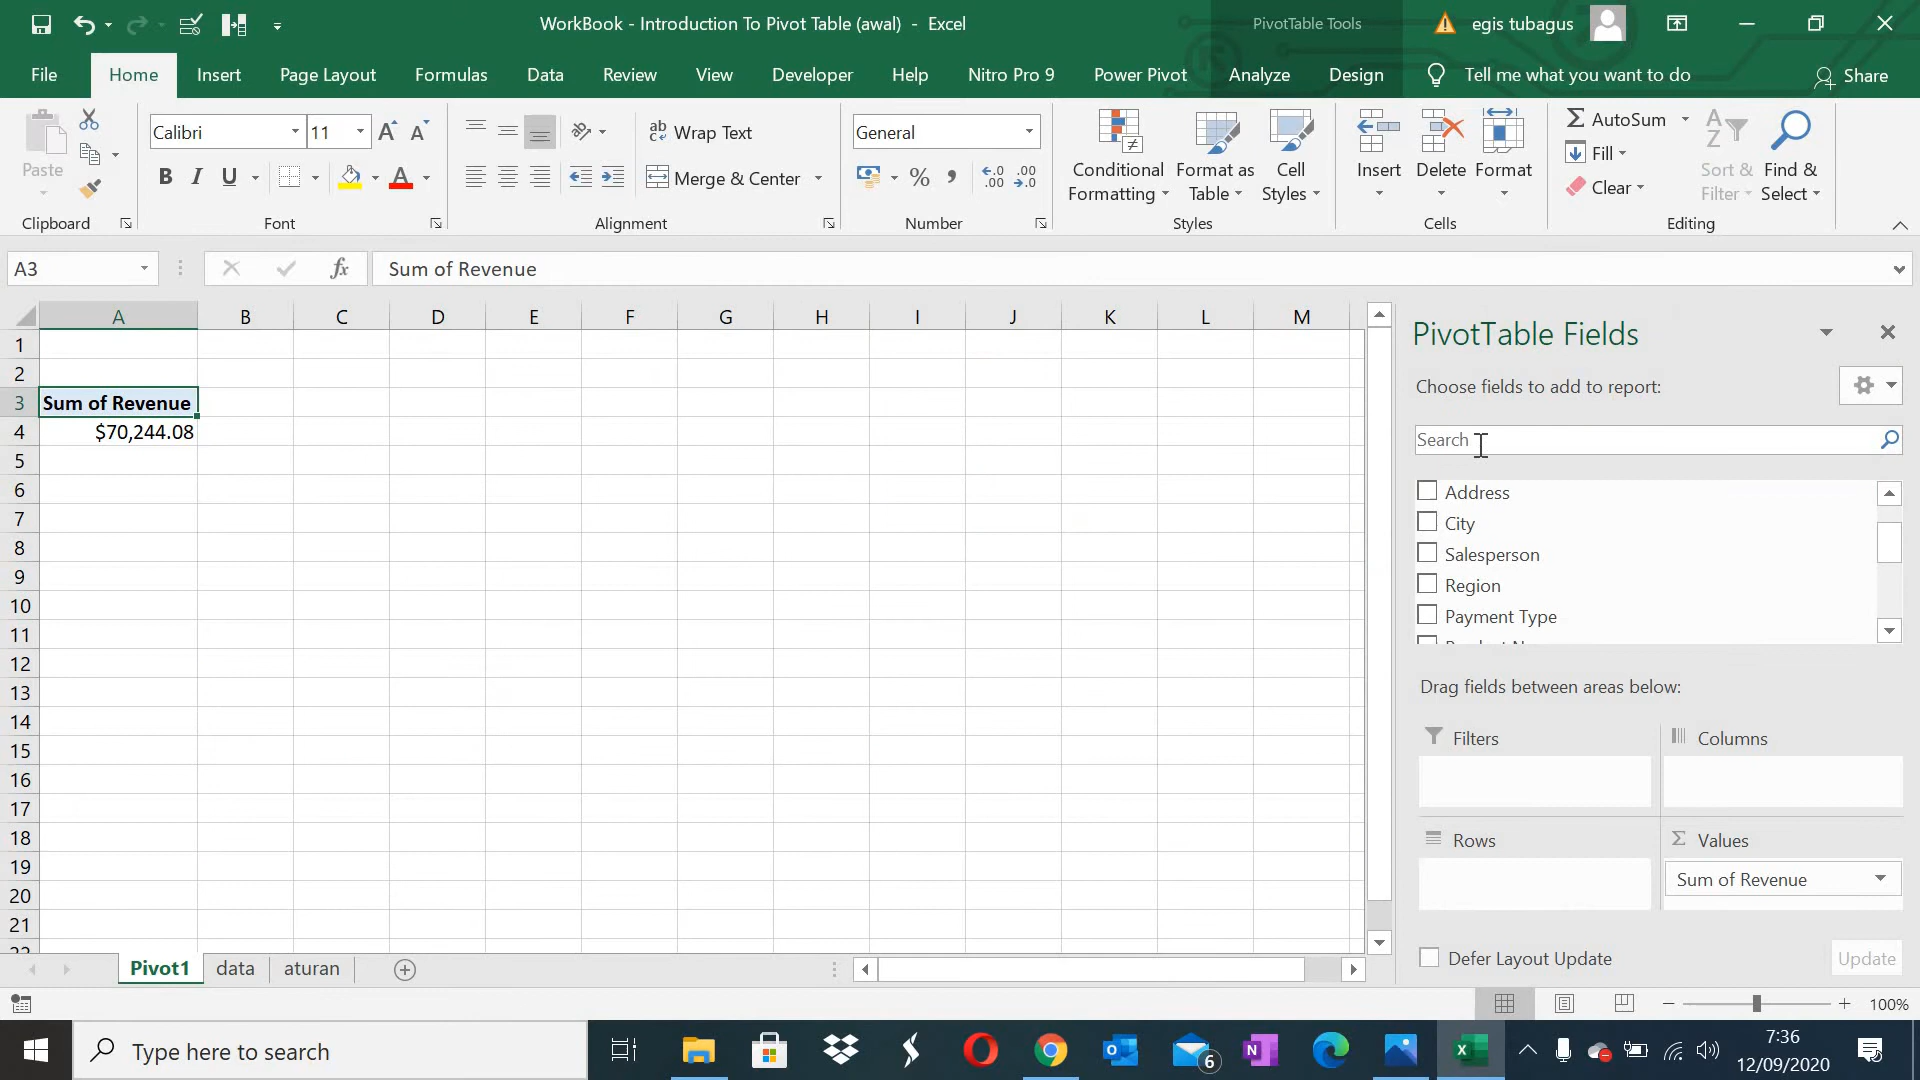 WorkBook - Introduction To Pivot Table (awal) - Excel
PivotTable Tools
egis tubagus
File Home Insert Page Layout Formulas Data Review View Developer Help Nitro Pro 9 Power Pivot Analyze Design Tell me what you want to do Share
Paste
Clipboard
Calibri 11
B I U A
Font
ab Wrap Text
Merge & Center
Alignment
General
% , .0 .00
Number
Conditional Formatting
Format as Table
Cell Styles
Styles
Insert Delete Format
Cells
AutoSum
Fill
Clear
Sort & Filter
Find & Select
Editing
A3 fx Sum of Revenue
A B C D E F G H I J K L M
1
2
3 Sum of Revenue
4 $70,244.08
5
6
7
8
9
10
11
12
13
14
15
16
17
18
19
20
21
22
PivotTable Fields
Choose fields to add to report:
Search
Address
City
Salesperson
Region
Payment Type
Drag fields between areas below:
Filters
Columns
Rows
Values
Sum of Revenue
Defer Layout Update Update
Pivot1 data aturan
100%
Type here to search
6
7:36
12/09/2020